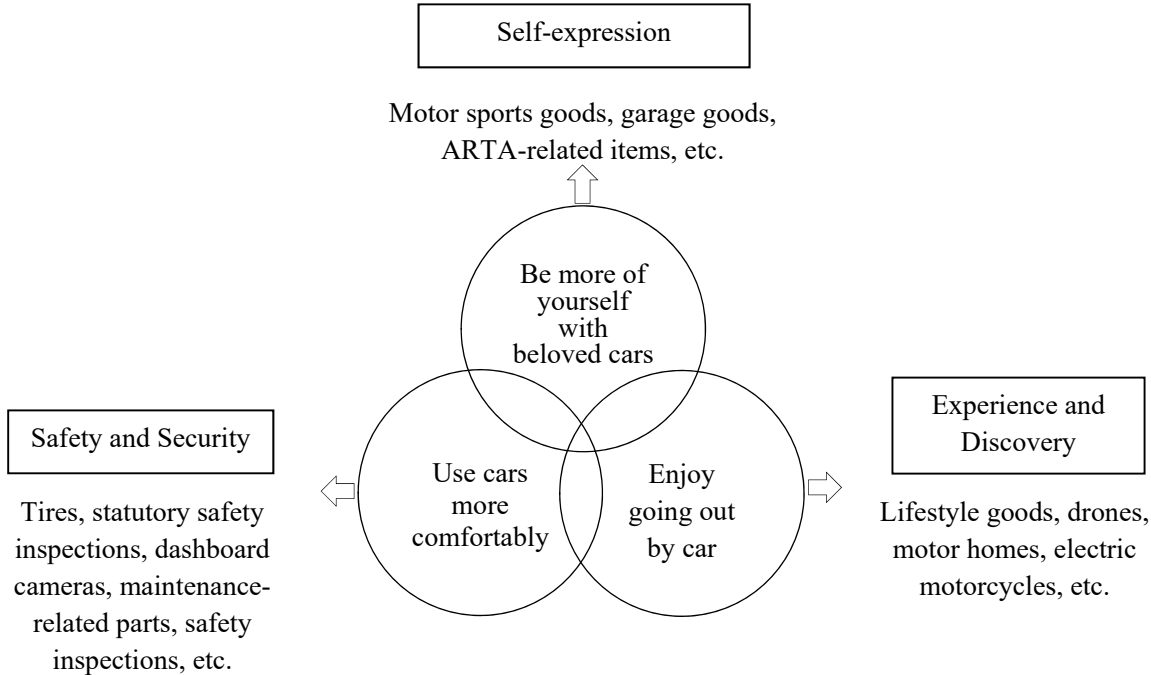 Self-expression
Motor sports goods, garage goods,
ARTA-related items, etc.
Be more of
yourself
with
beloved cars
Safety and Security
Tires, statutory safety
inspections, dashboard
cameras, maintenance-
related parts, safety
inspections, etc.
Use cars
more
comfortably
Enjoy
going out
by car
Experience and
Discovery
Lifestyle goods, drones,
motor homes, electric
motorcycles, etc.